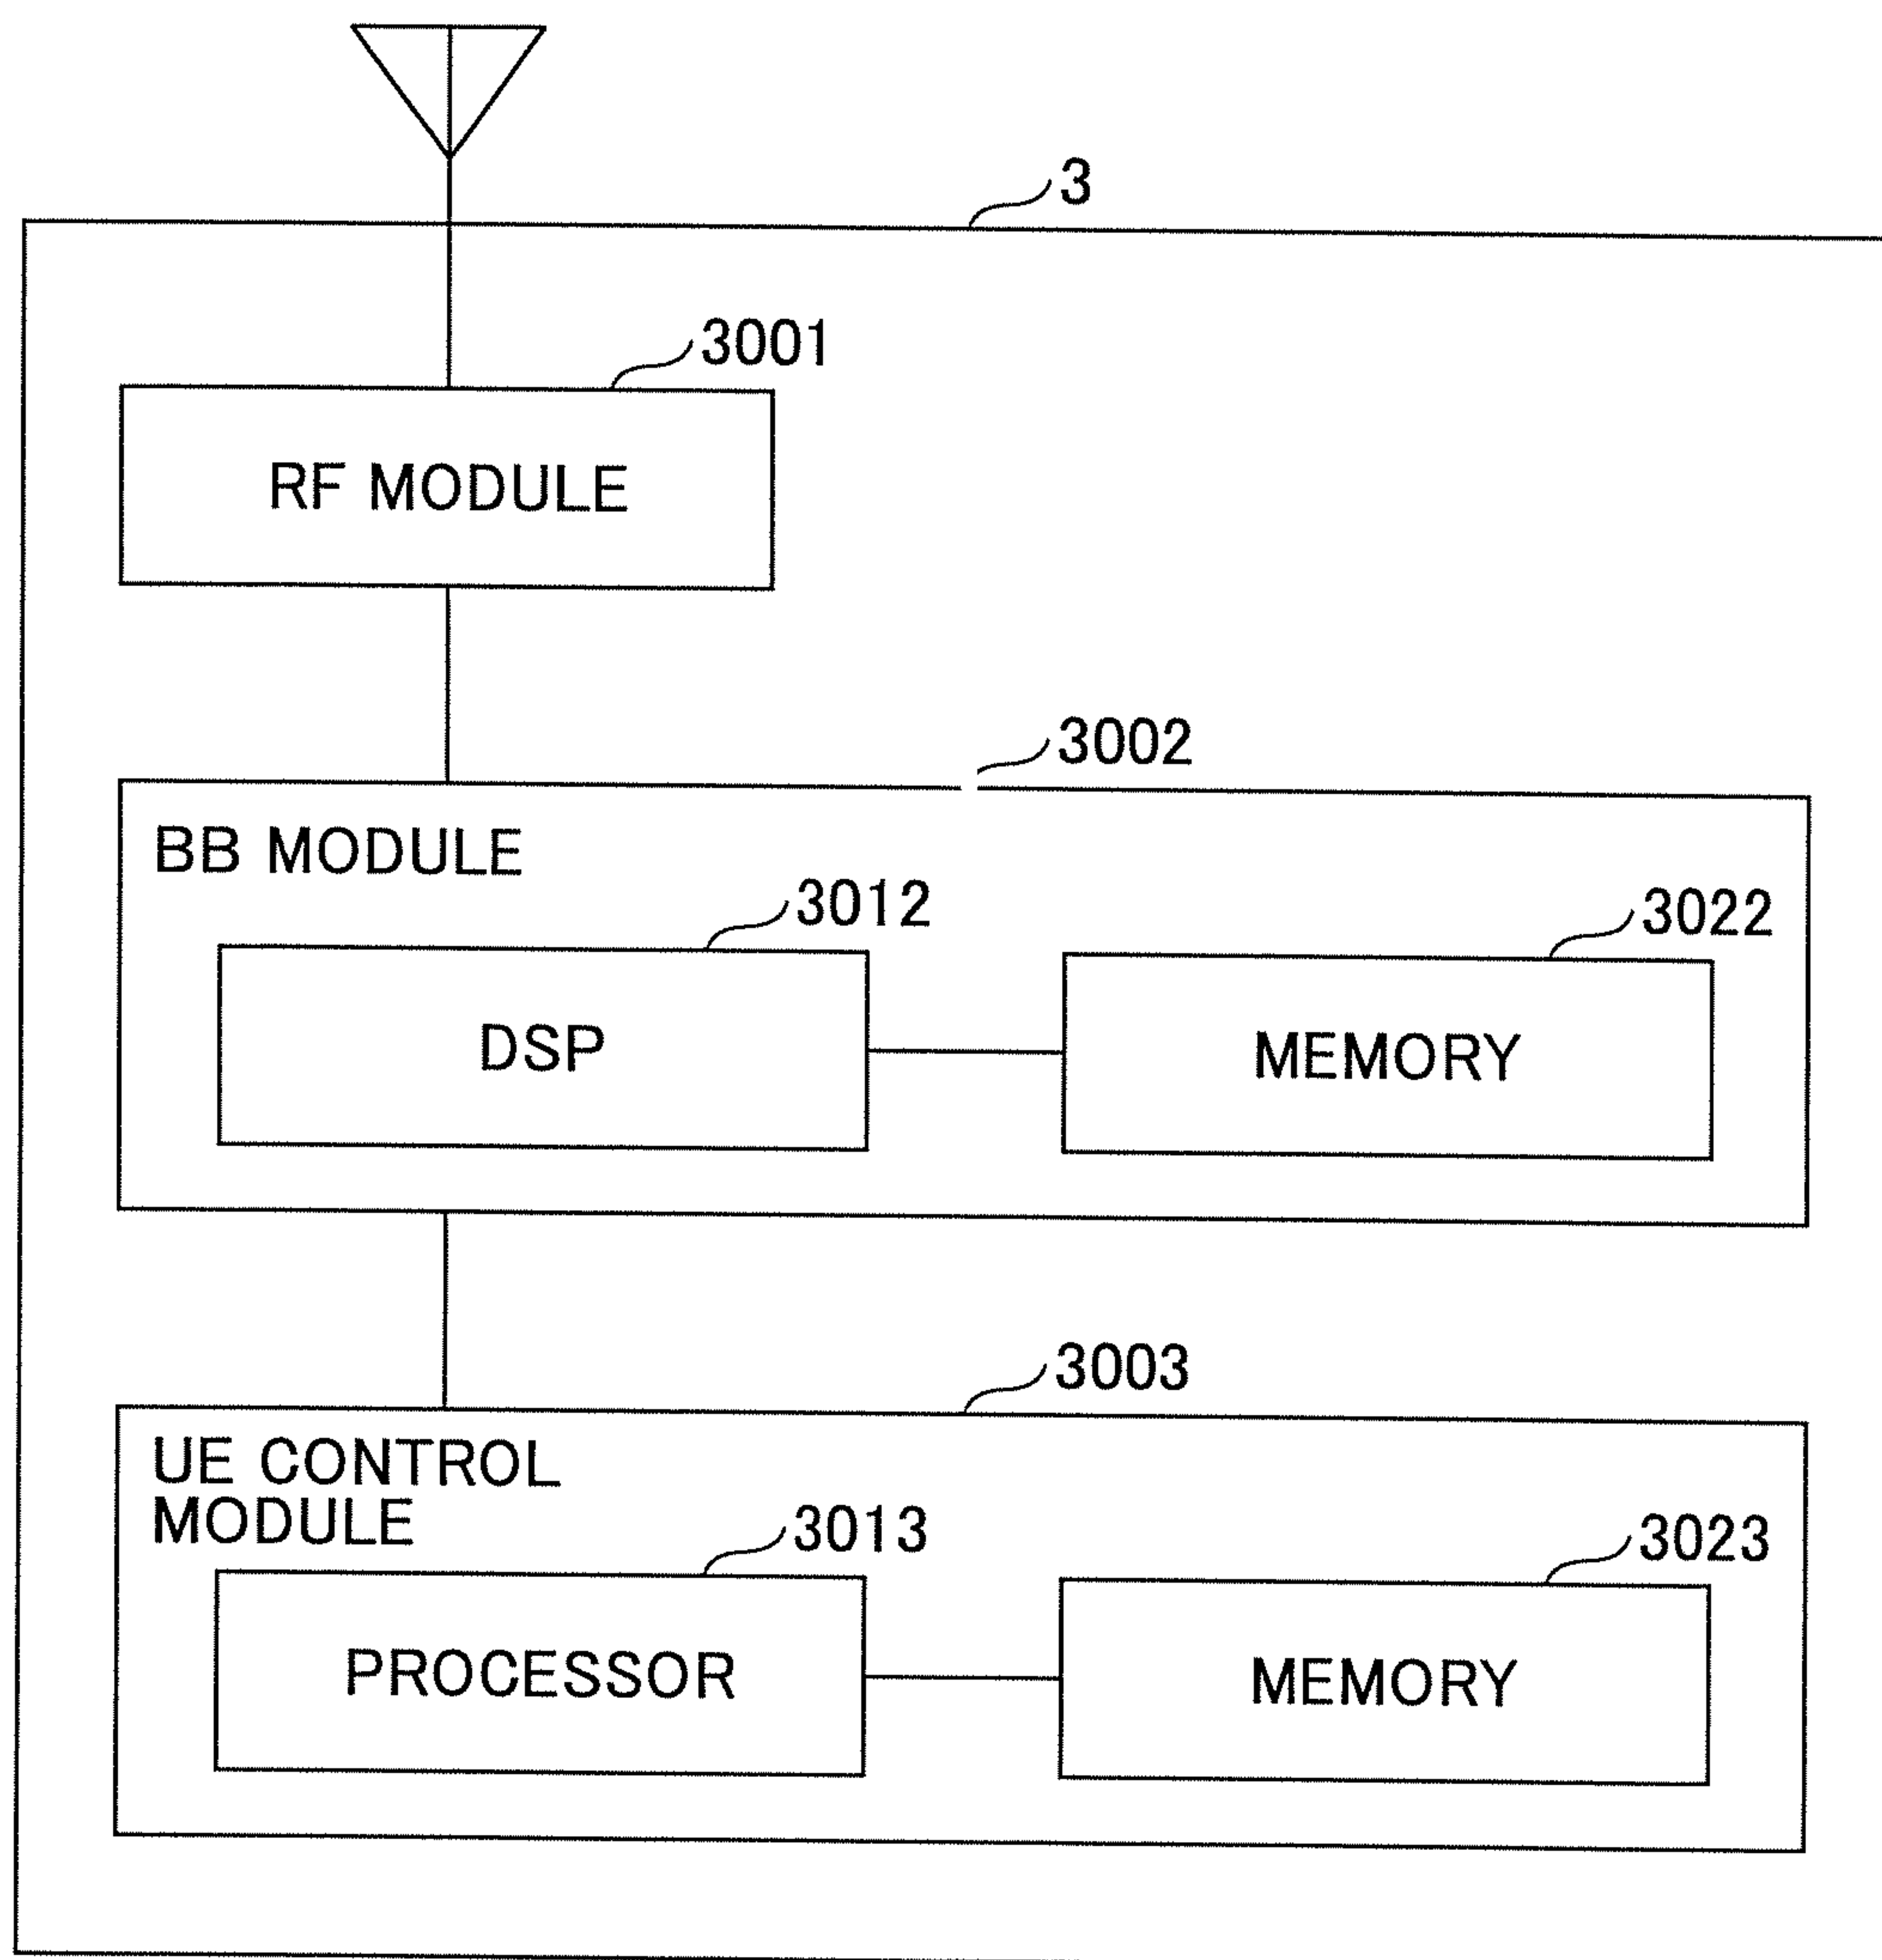 3
3001
RF MODULE
3002
BB MODULE
3012
3022
DSP
MEMORY
3003
UE CONTROL
MODULE
3013
3023
PROCESSOR
MEMORY